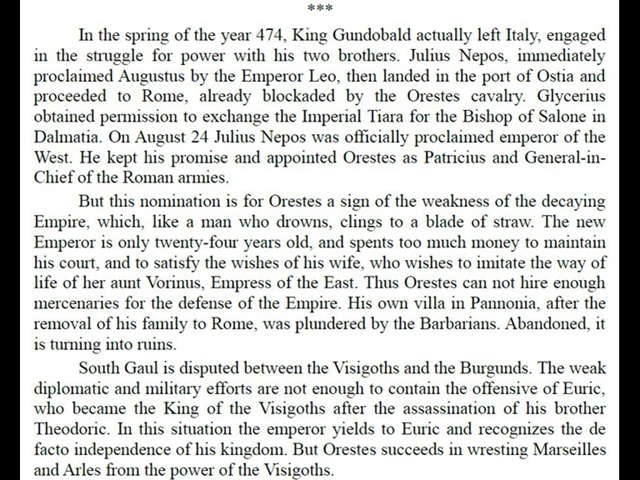 ***
In the spring of the year 474, King Gundobald actually left Italy, engaged
in the struggle for power with his two brothers. Julius Nepos, immediately
proclaimed Augustus by the Emperor Leo, then landed in the port of Ostia and
proceeded to Rome, already blockaded by the Orestes cavalry. Glycerius
obtained permission to exchange the Imperial Tiara for the Bishop of Salone in
Dalmatia. On August 24 Julius Nepos was officially proclaimed emperor of the
West. He kept his promise and appointed Orestes as Patricius and General-in-
Chief of the Roman armies.
But this nomination is for Orestes a sign of the weakness of the decaying
Empire, which, like a man who drowns, clings to a blade of straw. The new
Emperor is only twenty-four years old, and spents too much money to maintain
his court, and to satisfy the wishes of his wife, who wishes to imitate the way of
life of her aunt Vorinus, Empress of the East. Thus Orestes can not hire enough
mercenaries for the defense of the Empire. His own villa in Pannonia, after the
removal of his family to Rome, was plundered by the Barbarians. Abandoned, it
is turning into ruins.
South Gaul is disputed between the Visigoths and the Burgunds. The weak
diplomatic and military efforts are not enough to contain the offensive of Euric,
who became the King of the Visigoths after the assassination of his brother
Theodoric. In this situation the emperor yields to Euric and recognizes the de
facto independence of his kingdom. But Orestes succeeds in wresting Marseilles
and Arles from the power of the Visigoths.